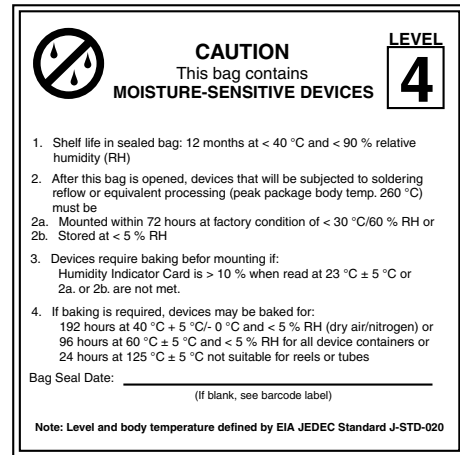 LEVEL
CAUTION
This bag contains
MOISTURE-SENSITIVE DEVICES
4
1. Shelf life in sealed bag: 12 months at < 40 °C and < 90 % relative
humidity (RH)
2. After this bag is opened, devices that will be subjected to soldering
reflow or equivalent processing (peak package body temp. 260 °C)
must be
2a. Mounted within 72 hours at factory condition of < 30 °C/60 % RH or
2b. Stored at < 5 % RH
3. Devices require baking befor mounting if:
Humidity Indicator Card is > 10 % when read at 23 °C ± 5 °C or
2a. or 2b. are not met.
4. If baking is required, devices may be baked for:
192 hours at 40 °C + 5 °C/- 0 °C and < 5 % RH (dry air/nitrogen) or
96 hours at 60 °C ± 5 °C and < 5 % RH for all device containers or
24 hours at 125 °C ± 5 °C not suitable for reels or tubes
Bag Seal Date:
(If blank, see barcode label)
Note: Level and body temperature defined by EIA JEDEC Standard J-STD-020